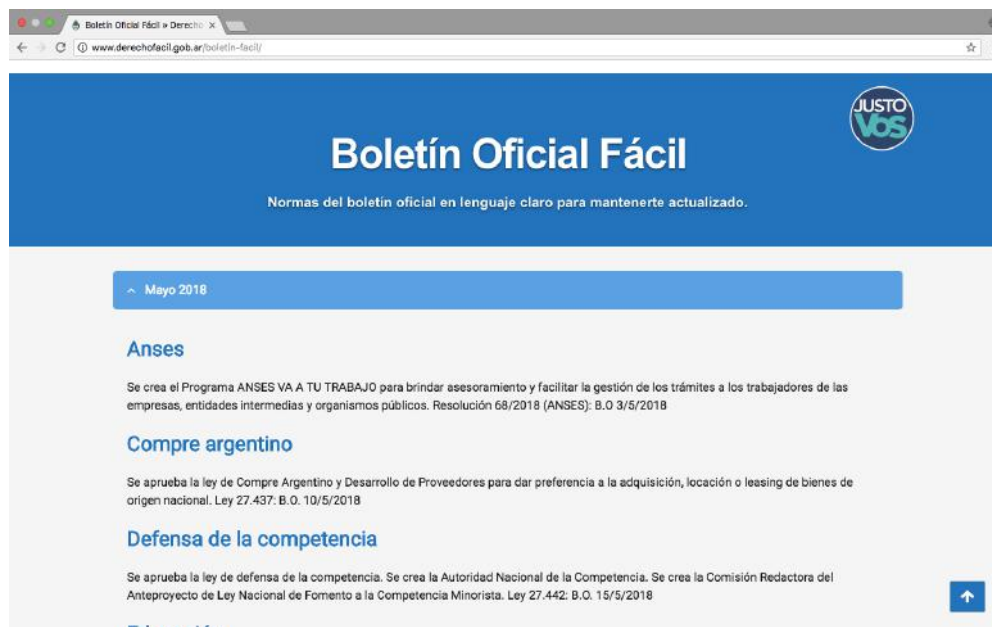 Boletín Oficial Fácil » Derecho
www.derechofacil.gob.ar/boletin-facil/
JUSTO
VOS
Boletín Oficial Fácil
Normas del boletín oficial en lenguaje claro para mantenerte actualizado.
Mayo 2018
Anses
Se crea el Programa ANSES VA A TU TRABAJO para brindar asesoramiento y facilitar la gestión de los trámites a los trabajadores de las
empresas, entidades intermedias y organismos públicos. Resolución 68/2018 (ANSES): B.O 3/5/2018
Compre argentino
Se aprueba la ley de Compre Argentino y Desarrollo de Proveedores para dar preferencia a la adquisición, locación o leasing de bienes de
origen nacional. Ley 27.437: B.O. 10/5/2018
Defensa de la competencia
Se aprueba la ley de defensa de la competencia. Se crea la Autoridad Nacional de la Competencia. Se crea la Comisión Redactora del
Anteproyecto de Ley Nacional de Fomento a la Competencia Minorista. Ley 27.442: B.O. 15/5/2018